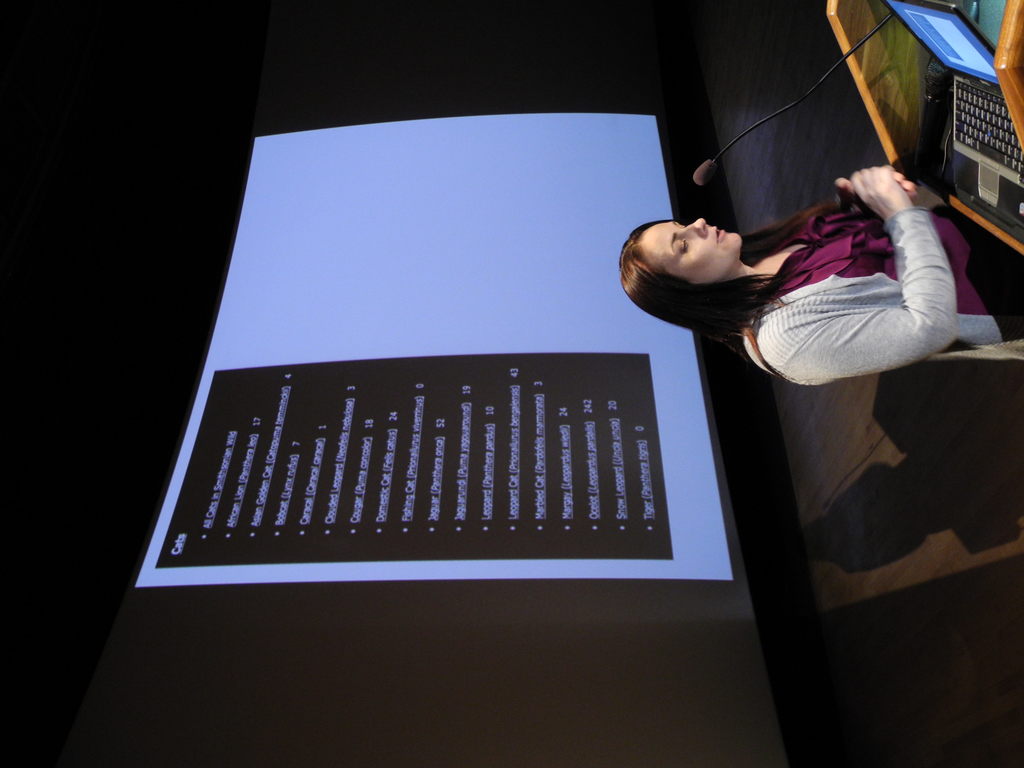 Cats
• All Cats in Smithsonian Wild
• African Lion (Panthera leo) 17
• Asian Golden Cat (Catopuma temminckii) 4
• Bobcat (Lynx rufus) 7
• Caracal (Caracal caracal) 1
• Clouded Leopard (Neofelis nebulosa) 3
• Cougar (Puma concolor) 18
• Domestic Cat (Felis catus) 24
• Fishing Cat (Prionailurus viverrinus) 0
• Jaguar (Panthera onca) 52
• Jaguarundi (Puma yagouaroundi) 19
• Leopard (Panthera pardus) 10
• Leopard Cat (Prionailurus bengalensis) 43
• Marbled Cat (Pardofelis marmorata) 3
• Margay (Leopardus wiedii) 24
• Ocelot (Leopardus pardalis) 242
• Snow Leopard (Uncia uncia) 20
• Tiger (Panthera tigris) 0